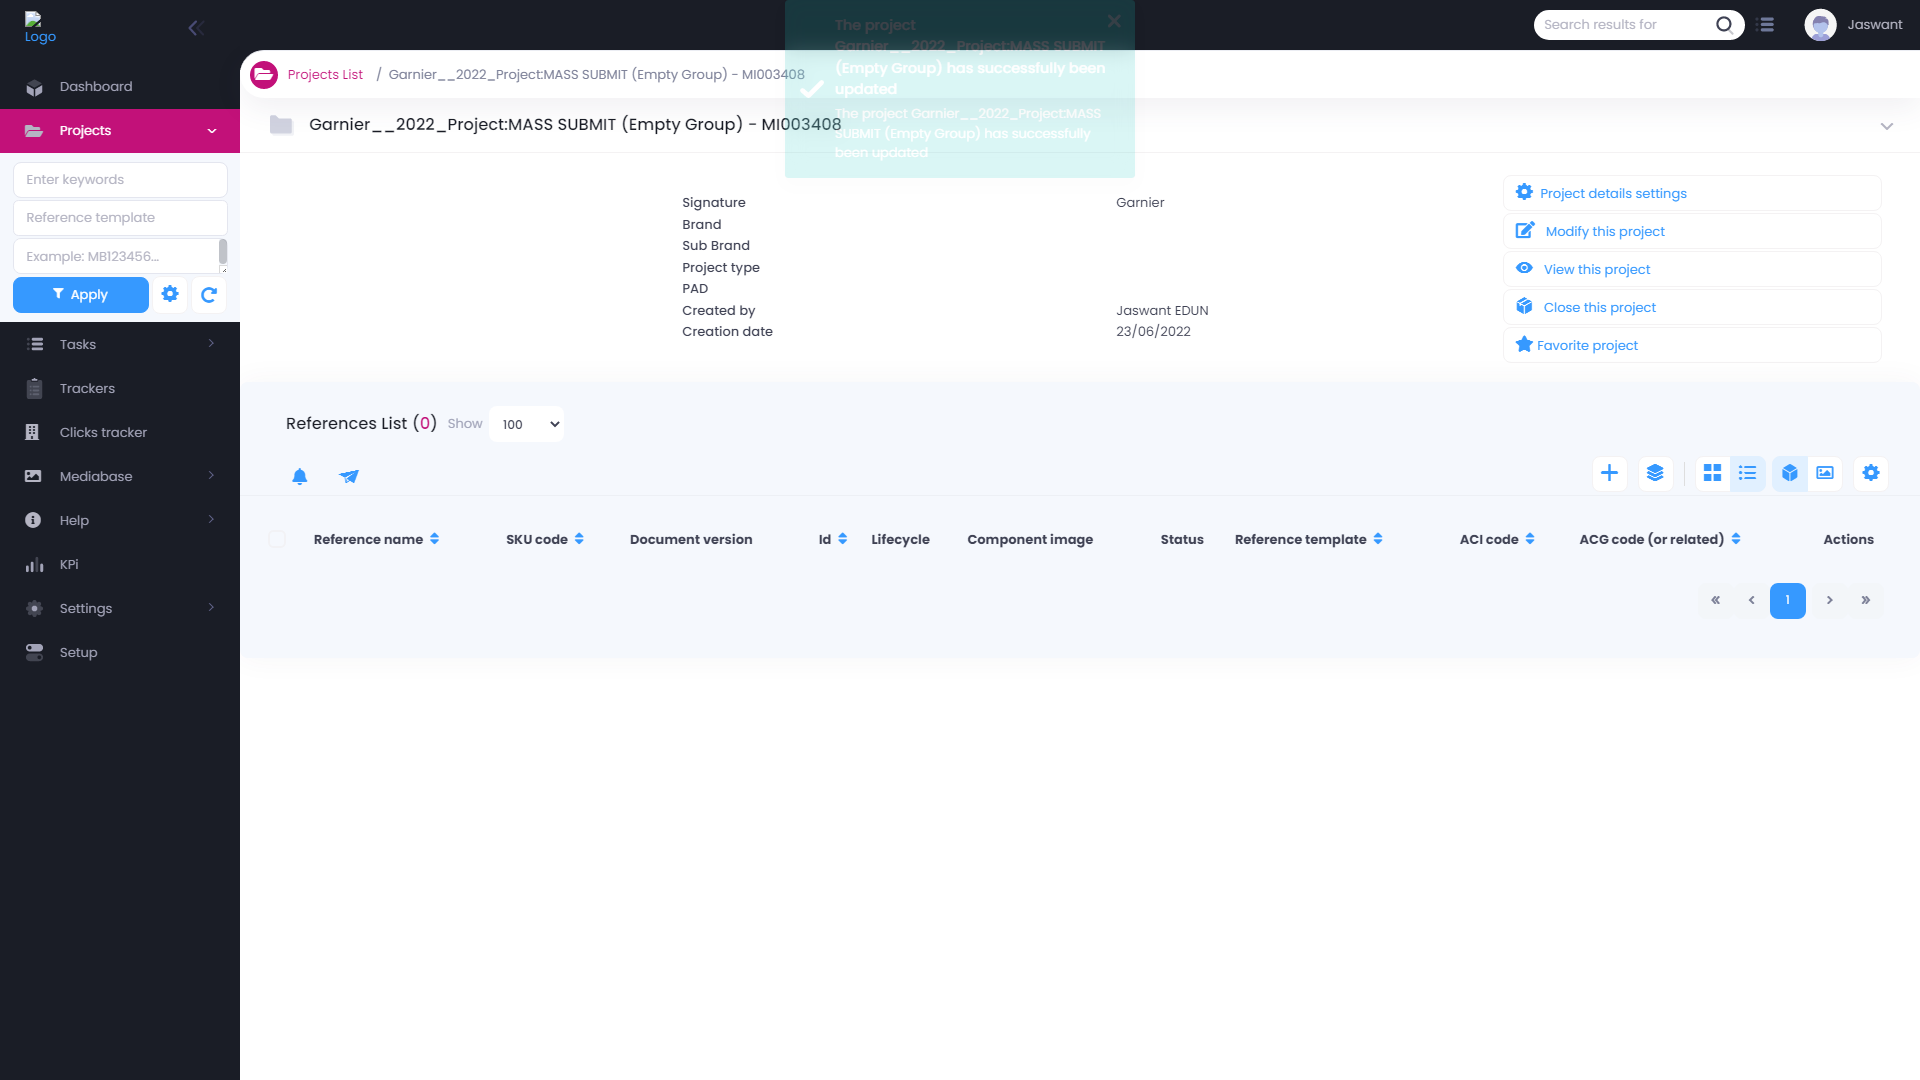 Logo
Search results for
Jaswant
The project
Garnier__2022_Project:MASS SUBMIT
(Empty Group) has successfully been
updated
The project Garnier__2022_Project:MASS
SUBMIT (Empty Group) has successfully
been updated
Projects List / Garnier__2022_Project:MASS SUBMIT (Empty Group) - MI003408
Garnier__2022_Project:MASS SUBMIT (Empty Group) - MI003408
Dashboard
Projects
Enter keywords
Reference template
Example: MB123456...
Apply
Tasks
Trackers
Clicks tracker
Mediabase
Help
KPi
Settings
Setup
Signature Garnier
Brand
Sub Brand
Project type
PAD
Created by Jaswant EDUN
Creation date 23/06/2022
Project details settings
Modify this project
View this project
Close this project
Favorite project
References List (0) Show 100
Reference name SKU code Document version Id Lifecycle Component image Status Reference template ACI code ACG code (or related) Actions
« ‹ 1 › »